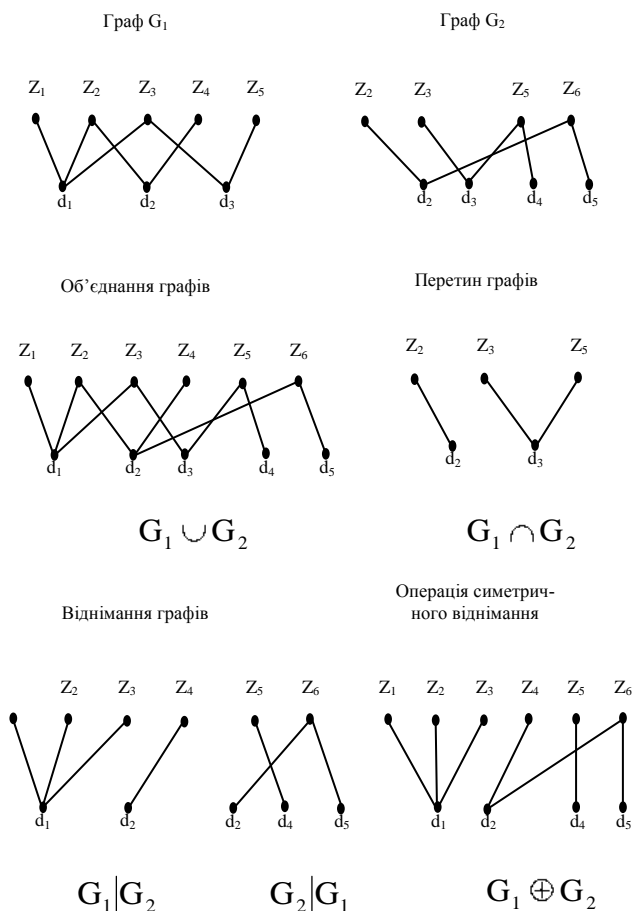 Граф G₁ Граф G₂
Z₁ Z₂ Z₃ Z₄ Z₅ Z₂ Z₃ Z₅ Z₆
d₁ d₂ d₃ d₂ d₃ d₄ d₅
Об’єднання графів Перетин графів
Z₁ Z₂ Z₃ Z₄ Z₅ Z₆ Z₂ Z₃ Z₅
d₁ d₂ d₃ d₄ d₅ d₂ d₃
G₁ ∪ G₂ G₁ ∩ G₂
Віднімання графів
Операція симетрич-
ного віднімання
Z₂ Z₃ Z₄ Z₅ Z₆ Z₁ Z₂ Z₃ Z₄ Z₅ Z₆
d₁ d₂ d₂ d₄ d₅ d₁ d₂ d₄ d₅
G₁|G₂ G₂|G₁ G₁ ⊕ G₂